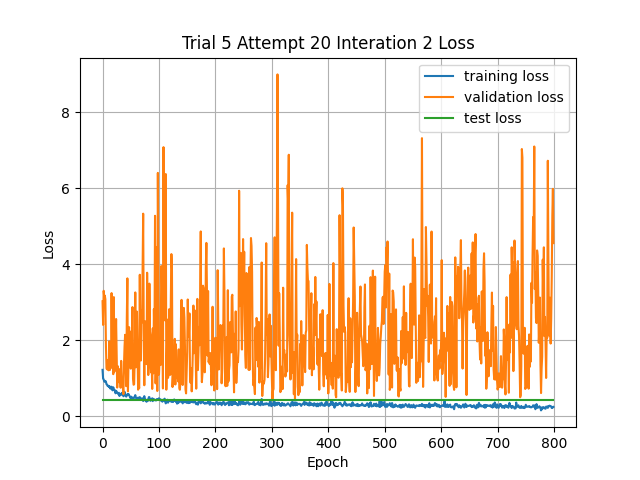 Trial 5 Attempt 20 Interation 2 Loss
training loss
validation loss
test loss
8
6
4
2
0
Loss
0 100 200 300 400 500 600 700 800
Epoch